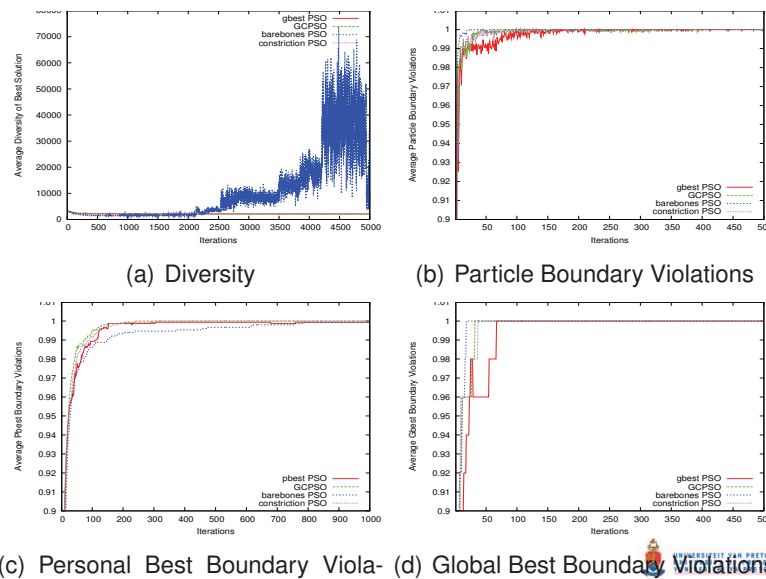 80000
70000
60000
50000
40000
30000
20000
10000
0
Average Diversity of Best Solution
gbest PSO
GCPSO
barebones PSO
constriction PSO
0 500 1000 1500 2000 2500 3000 3500 4000 4500 5000
Iterations
(a) Diversity
1.01
1
0.99
0.98
0.97
0.96
0.95
0.94
0.93
0.92
0.91
0.9
Average Particle Boundary Violations
gbest PSO
GCPSO
barebones PSO
constriction PSO
50 100 150 200 250 300 350 400 450 500
Iterations
(b) Particle Boundary Violations
1.01
1
0.99
0.98
0.97
0.96
0.95
0.94
0.93
0.92
0.91
0.9
Average Pbest Boundary Violations
pbest PSO
GCPSO
barebones PSO
constriction PSO
0 100 200 300 400 500 600 700 800 900 1000
Iterations
(c) Personal Best Boundary Viola-
1.01
1
0.99
0.98
0.97
0.96
0.95
0.94
0.93
0.92
0.91
0.9
Average Gbest Boundary Violations
gbest PSO
GCPSO
barebones PSO
constriction PSO
50 100 150 200 250 300 350 400 450 500
Iterations
(d) Global Best Boundary Violations
UNIVERSITEIT VAN PRET